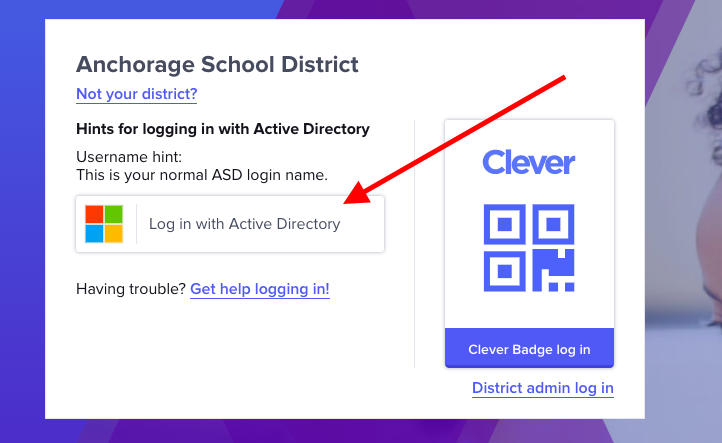 Anchorage School District
Not your district?
Hints for logging in with Active Directory
Username hint:
This is your normal ASD login name.
Log in with Active Directory
Having trouble? Get help logging in!
Clever
Clever Badge log in
District admin log in